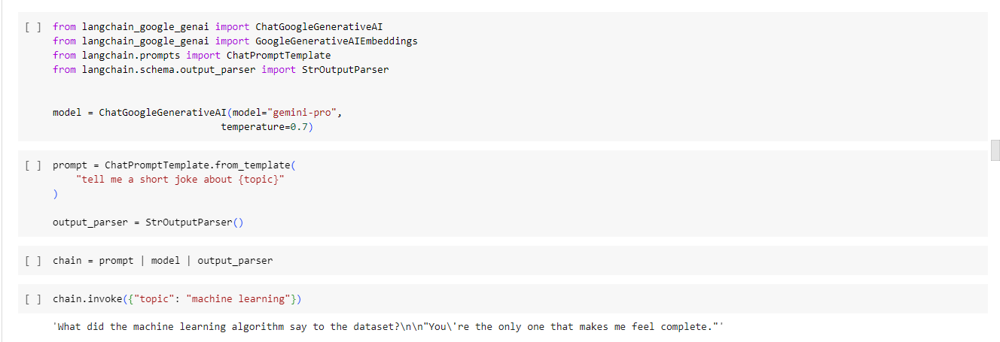 [ ] from langchain_google_genai import ChatGoogleGenerativeAI
from langchain_google_genai import GoogleGenerativeAIEmbeddings
from langchain.prompts import ChatPromptTemplate
from langchain.schema.output_parser import StrOutputParser
model = ChatGoogleGenerativeAI(model="gemini-pro",
temperature=0.7)
[ ] prompt = ChatPromptTemplate.from_template(
"tell me a short joke about {topic}"
)
output_parser = StrOutputParser()
[ ] chain = prompt | model | output_parser
[ ] chain.invoke({"topic": "machine learning"})
'What did the machine learning algorithm say to the dataset?\n\n"You\'re the only one that makes me feel complete."'